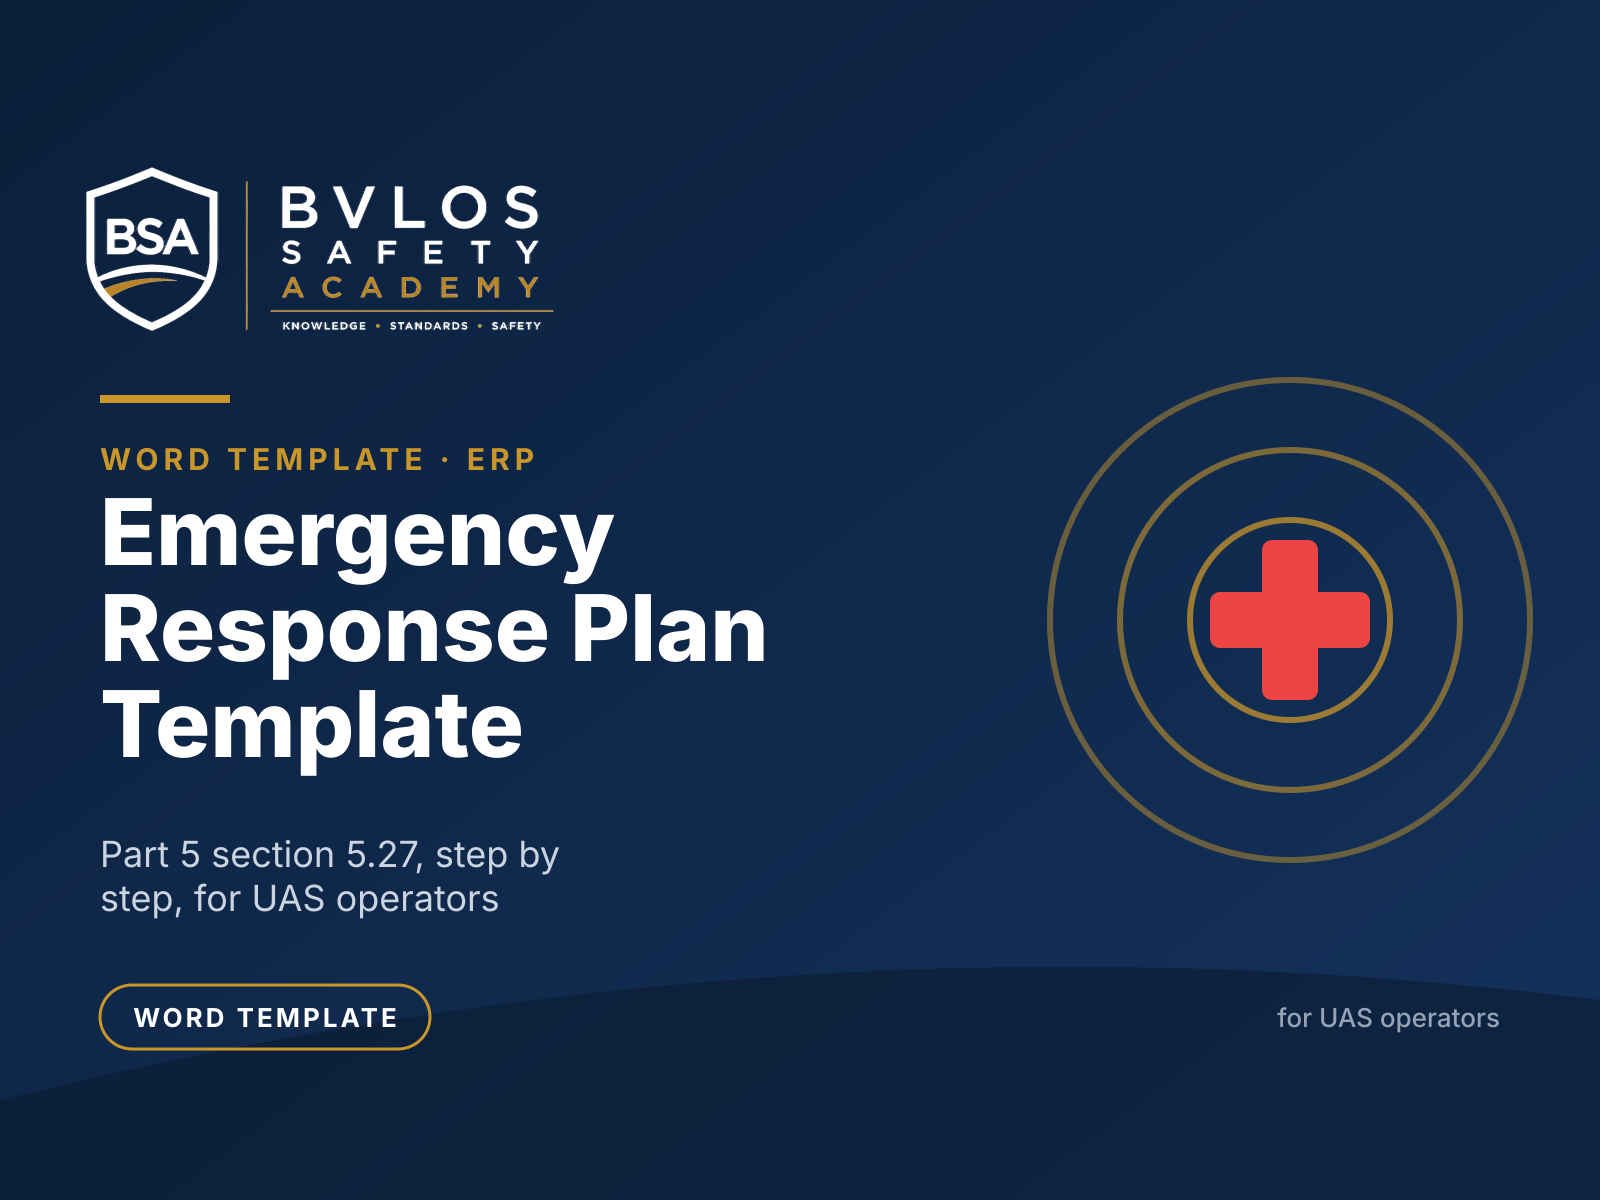 BSA
BVLOS
SAFETY
ACADEMY
KNOWLEDGE • STANDARDS • SAFETY
WORD TEMPLATE · ERP
Emergency
Response Plan
Template
Part 5 section 5.27, step by
step, for UAS operators
WORD TEMPLATE
for UAS operators